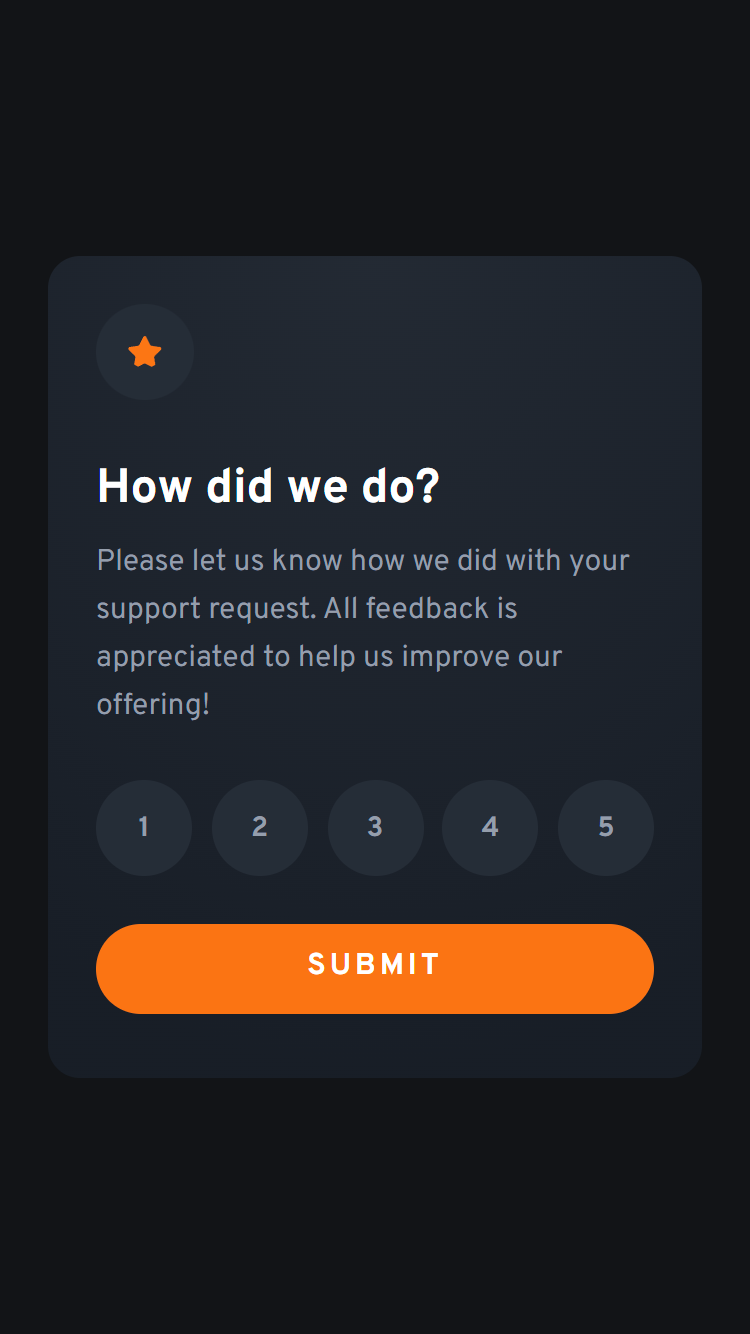 How did we do?
Please let us know how we did with your
support request. All feedback is
appreciated to help us improve our
offering!
1 2 3 4 5
SUBMIT